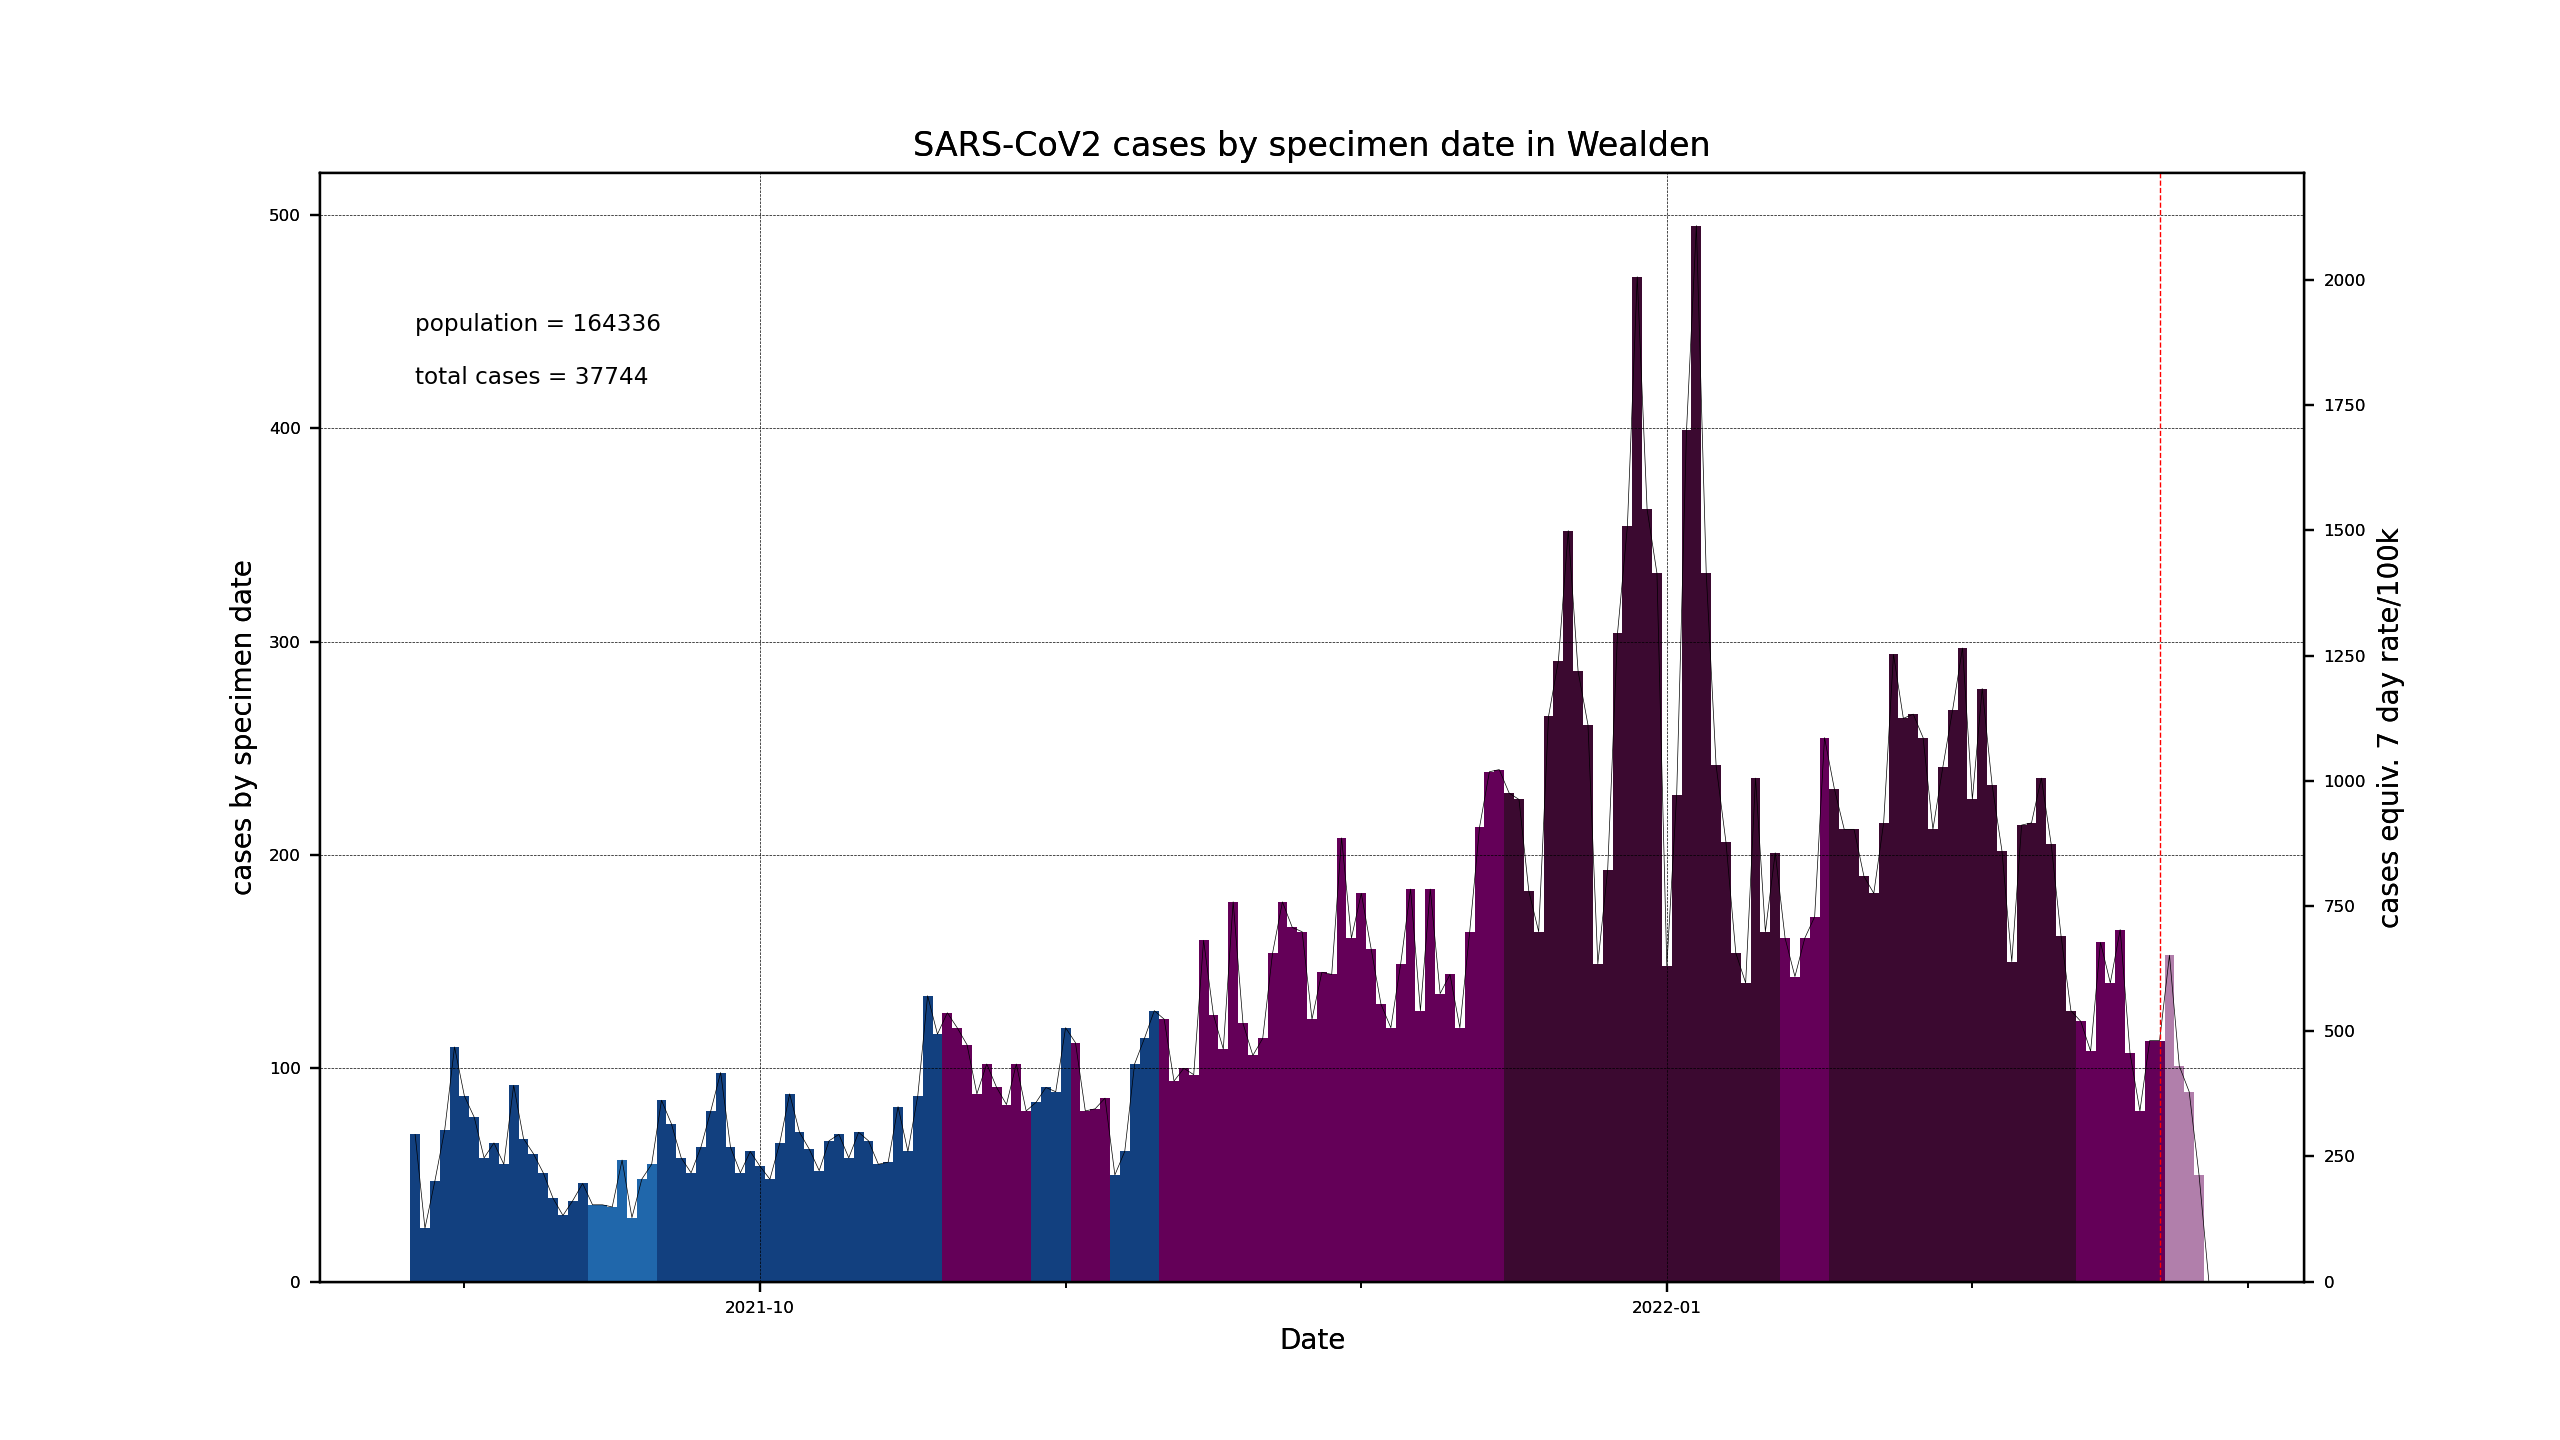 SARS-CoV2 cases by specimen date in Wealden
population = 164336
total cases = 37744
cases by specimen date
500
400
300
200
100
0
2000
1750
1500
1250
1000
750
500
250
0
cases equiv. 7 day rate/100k
2021-10
2022-01
Date